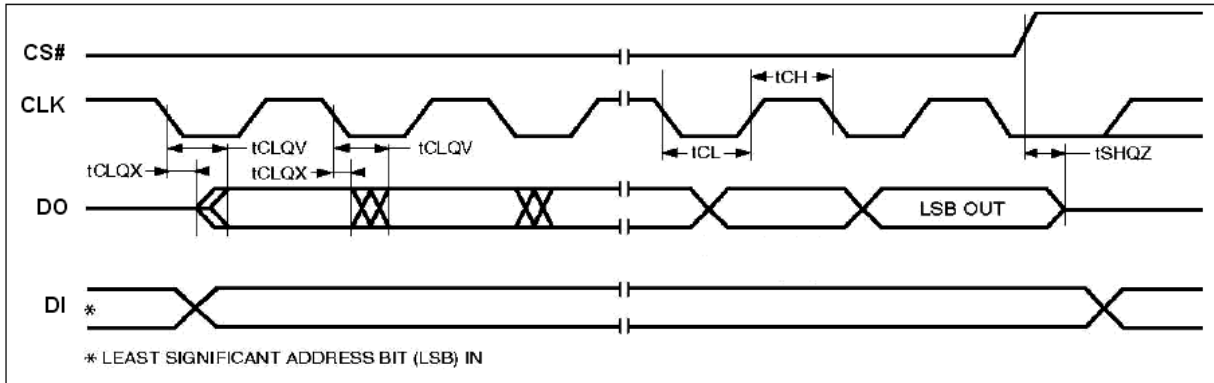 CS#
tCH
CLK
tCLQV
tCLQV
tCL
tSHQZ
tCLQX
tCLQX
DO
LSB OUT
DI
*
* LEAST SIGNIFICANT ADDRESS BIT (LSB) IN